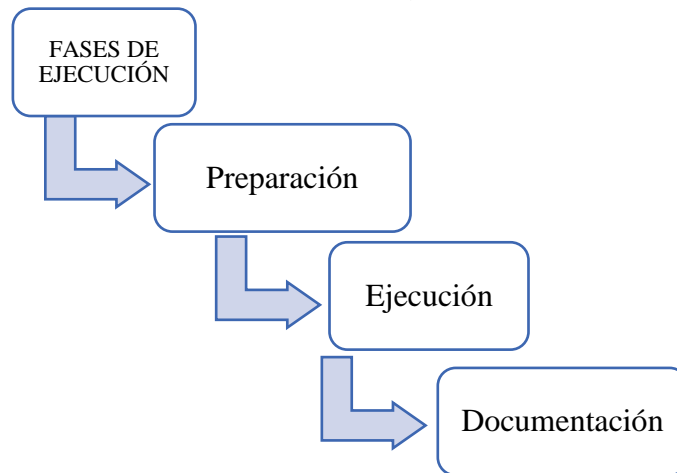 FASES DE
EJECUCIÓN
Preparación
Ejecución
Documentación